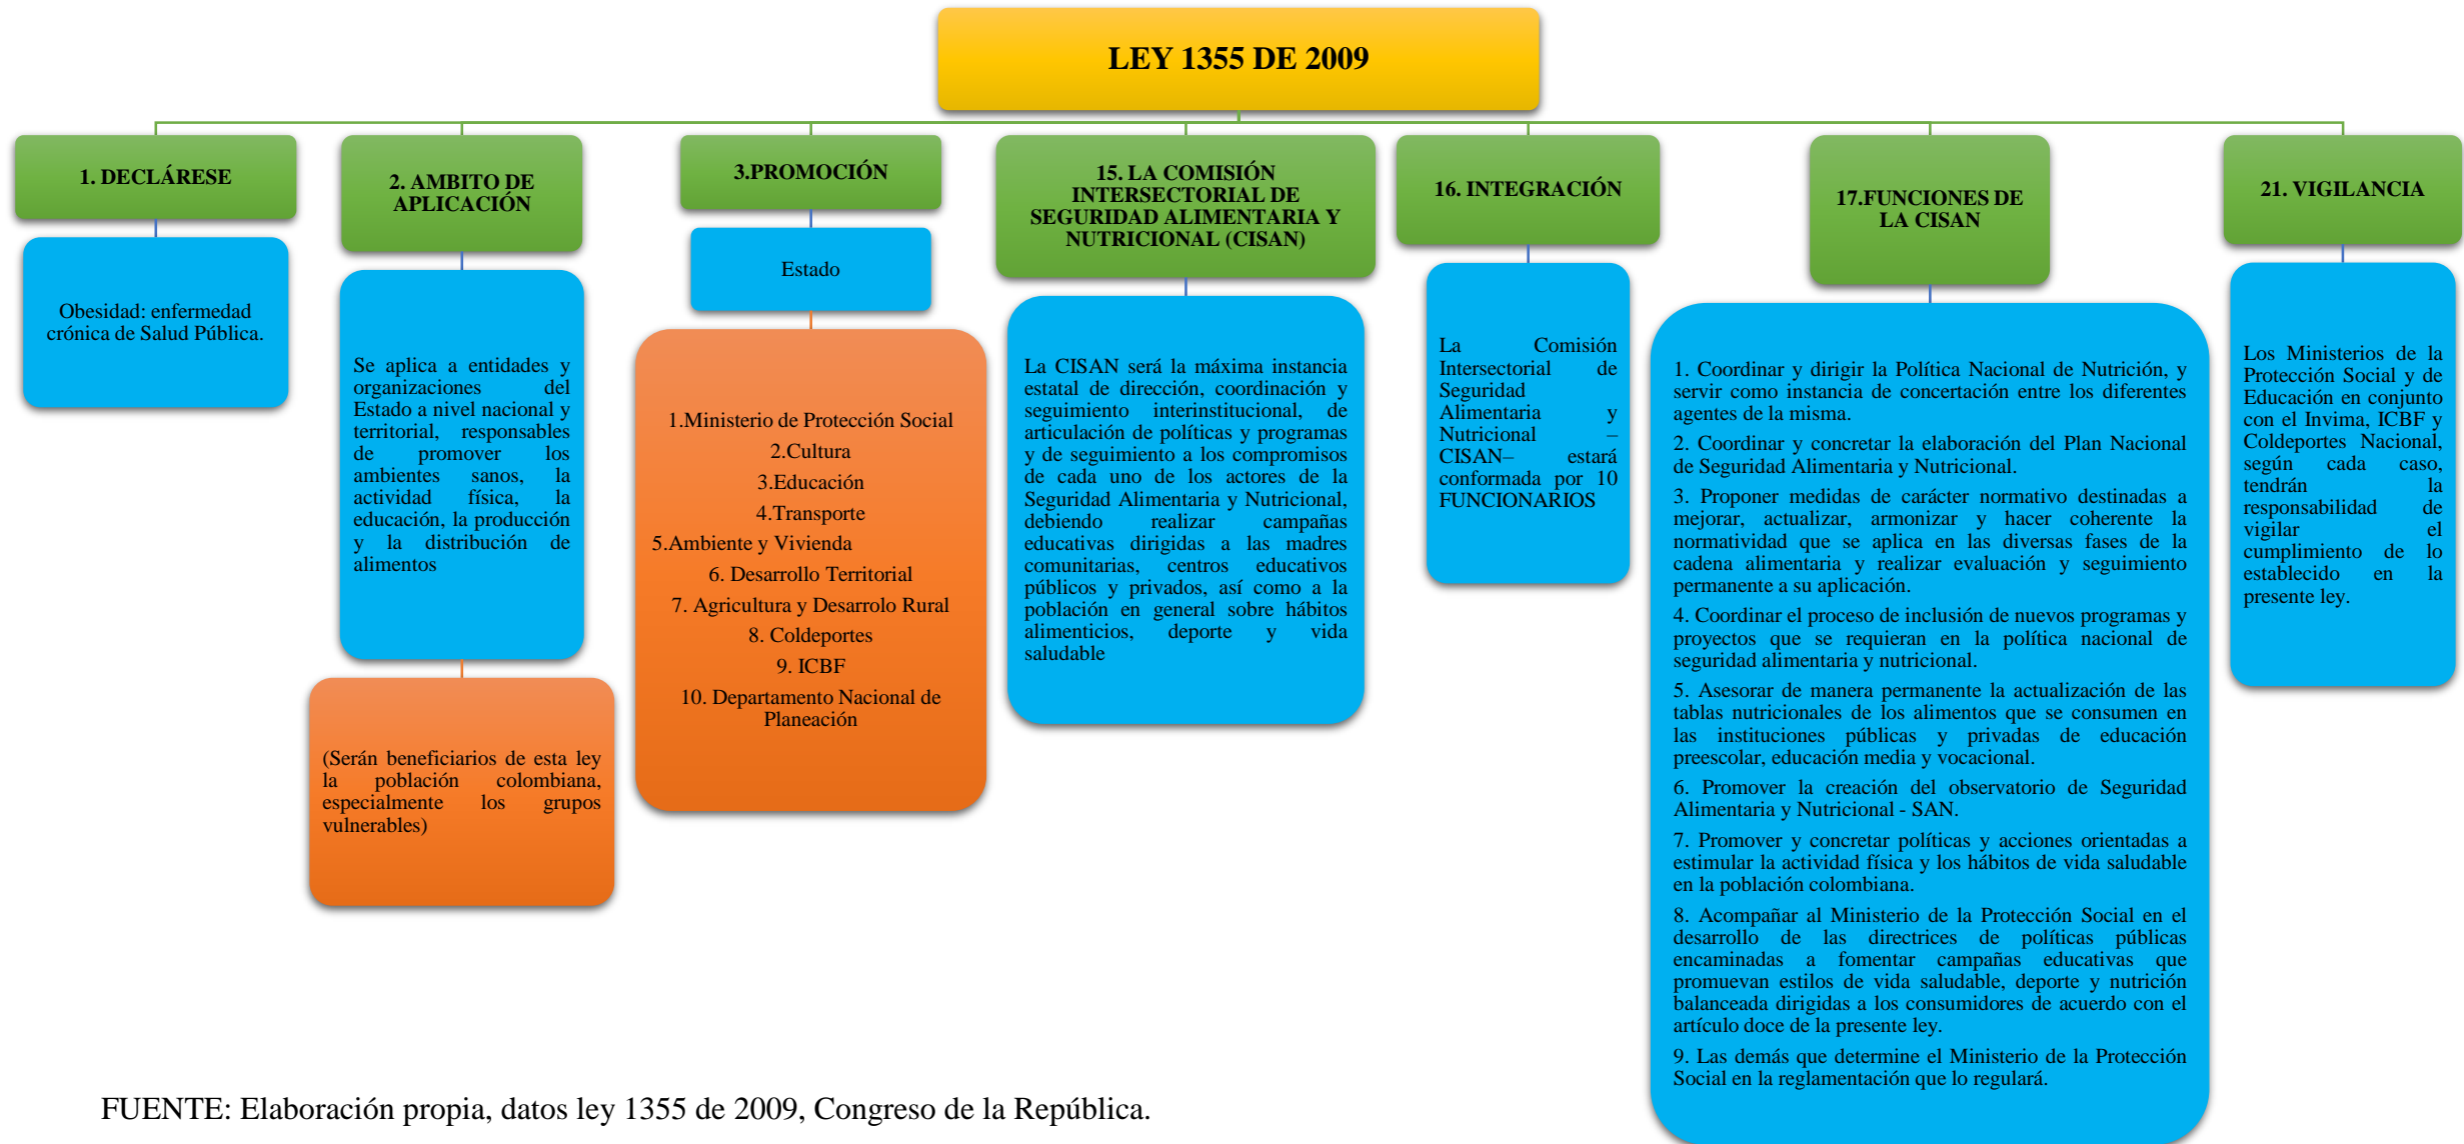 LEY 1355 DE 2009
1. DECLÁRESE
Obesidad: enfermedad
crónica de Salud Pública.
2. AMBITO DE
APLICACIÓN
Se aplica a entidades y
organizaciones del
Estado a nivel nacional y
territorial, responsables
de promover los
ambientes sanos, la
actividad física, la
educación, la producción
y la distribución de
alimentos
(Serán beneficiarios de esta ley
la población colombiana,
especialmente los grupos
vulnerables)
3.PROMOCIÓN
Estado
1.Ministerio de Protección Social
2.Cultura
3.Educación
4.Transporte
5.Ambiente y Vivienda
6. Desarrollo Territorial
7. Agricultura y Desarrolo Rural
8. Coldeportes
9. ICBF
10. Departamento Nacional de
Planeación
15. LA COMISIÓN
INTERSECTORIAL DE
SEGURIDAD ALIMENTARIA Y
NUTRICIONAL (CISAN)
La CISAN será la máxima instancia
estatal de dirección, coordinación y
seguimiento interinstitucional, de
articulación de políticas y programas
y de seguimiento a los compromisos
de cada uno de los actores de la
Seguridad Alimentaria y Nutricional,
debiendo realizar campañas
educativas dirigidas a las madres
comunitarias, centros educativos
públicos y privados, así como a la
población en general sobre hábitos
alimenticios, deporte y vida
saludable
16. INTEGRACIÓN
La Comisión
Intersectorial de
Seguridad
Alimentaria y
Nutricional –
CISAN– estará
conformada por 10
FUNCIONARIOS
17.FUNCIONES DE
LA CISAN
1. Coordinar y dirigir la Política Nacional de Nutrición, y
servir como instancia de concertación entre los diferentes
agentes de la misma.
2. Coordinar y concretar la elaboración del Plan Nacional
de Seguridad Alimentaria y Nutricional.
3. Proponer medidas de carácter normativo destinadas a
mejorar, actualizar, armonizar y hacer coherente la
normatividad que se aplica en las diversas fases de la
cadena alimentaria y realizar evaluación y seguimiento
permanente a su aplicación.
4. Coordinar el proceso de inclusión de nuevos programas y
proyectos que se requieran en la política nacional de
seguridad alimentaria y nutricional.
5. Asesorar de manera permanente la actualización de las
tablas nutricionales de los alimentos que se consumen en
las instituciones públicas y privadas de educación
preescolar, educación media y vocacional.
6. Promover la creación del observatorio de Seguridad
Alimentaria y Nutricional - SAN.
7. Promover y concretar políticas y acciones orientadas a
estimular la actividad física y los hábitos de vida saludable
en la población colombiana.
8. Acompañar al Ministerio de la Protección Social en el
desarrollo de las directrices de políticas públicas
encaminadas a fomentar campañas educativas que
promuevan estilos de vida saludable, deporte y nutrición
balanceada dirigidas a los consumidores de acuerdo con el
artículo doce de la presente ley.
9. Las demás que determine el Ministerio de la Protección
Social en la reglamentación que lo regulará.
21. VIGILANCIA
Los Ministerios de la
Protección Social y de
Educación en conjunto
con el Invima, ICBF y
Coldeportes Nacional,
según cada caso,
tendrán la
responsabilidad de
vigilar el
cumplimiento de lo
establecido en la
presente ley.
FUENTE: Elaboración propia, datos ley 1355 de 2009, Congreso de la República.